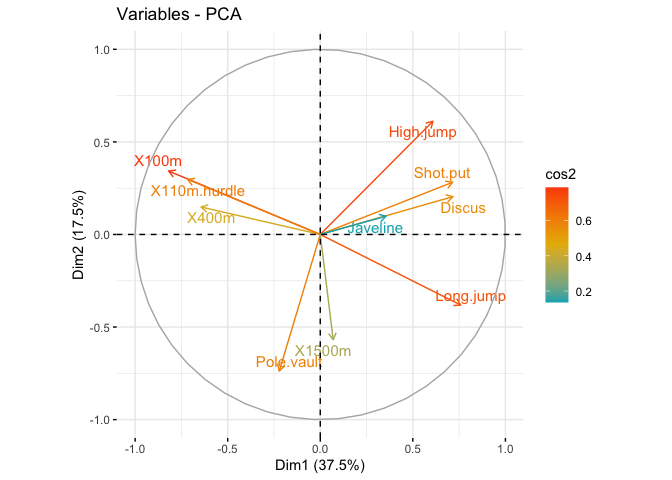 Variables - PCA
1.0
0.5
0.0
-0.5
-1.0
Dim2 (17.5%)
High.jump
X100m
Shot.put
X110m.hurdle
Discus
X400m
Javeline
Long.jump
X1500m
Pole.vault
-1.0
-0.5
0.0
0.5
1.0
Dim1 (37.5%)
cos2
0.6
0.4
0.2